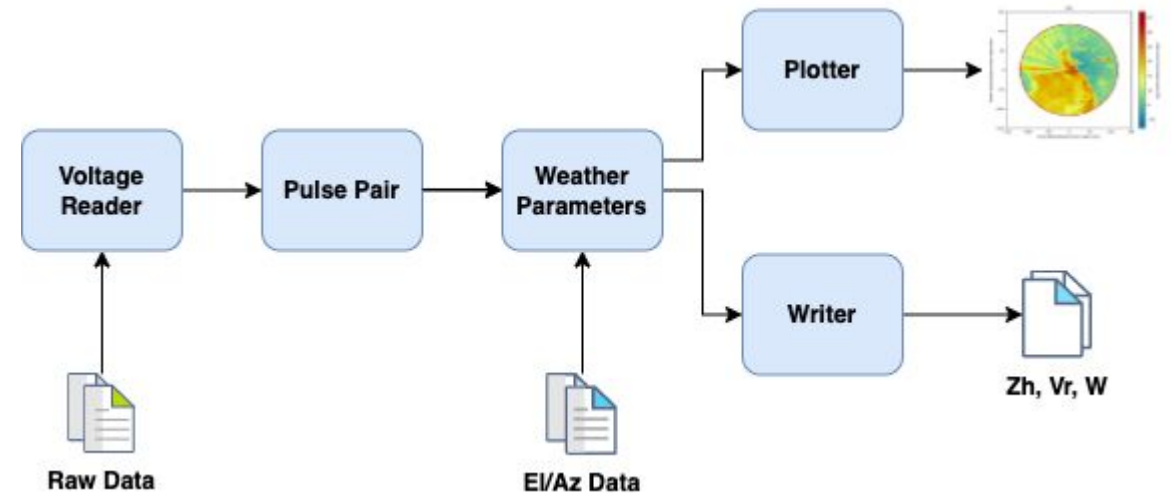 Plotter
Voltage
Reader
Pulse Pair
Weather
Parameters
Writer
Zh, Vr, W
Raw Data
El/Az Data